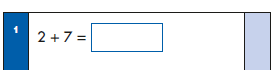 1
2 + 7 =